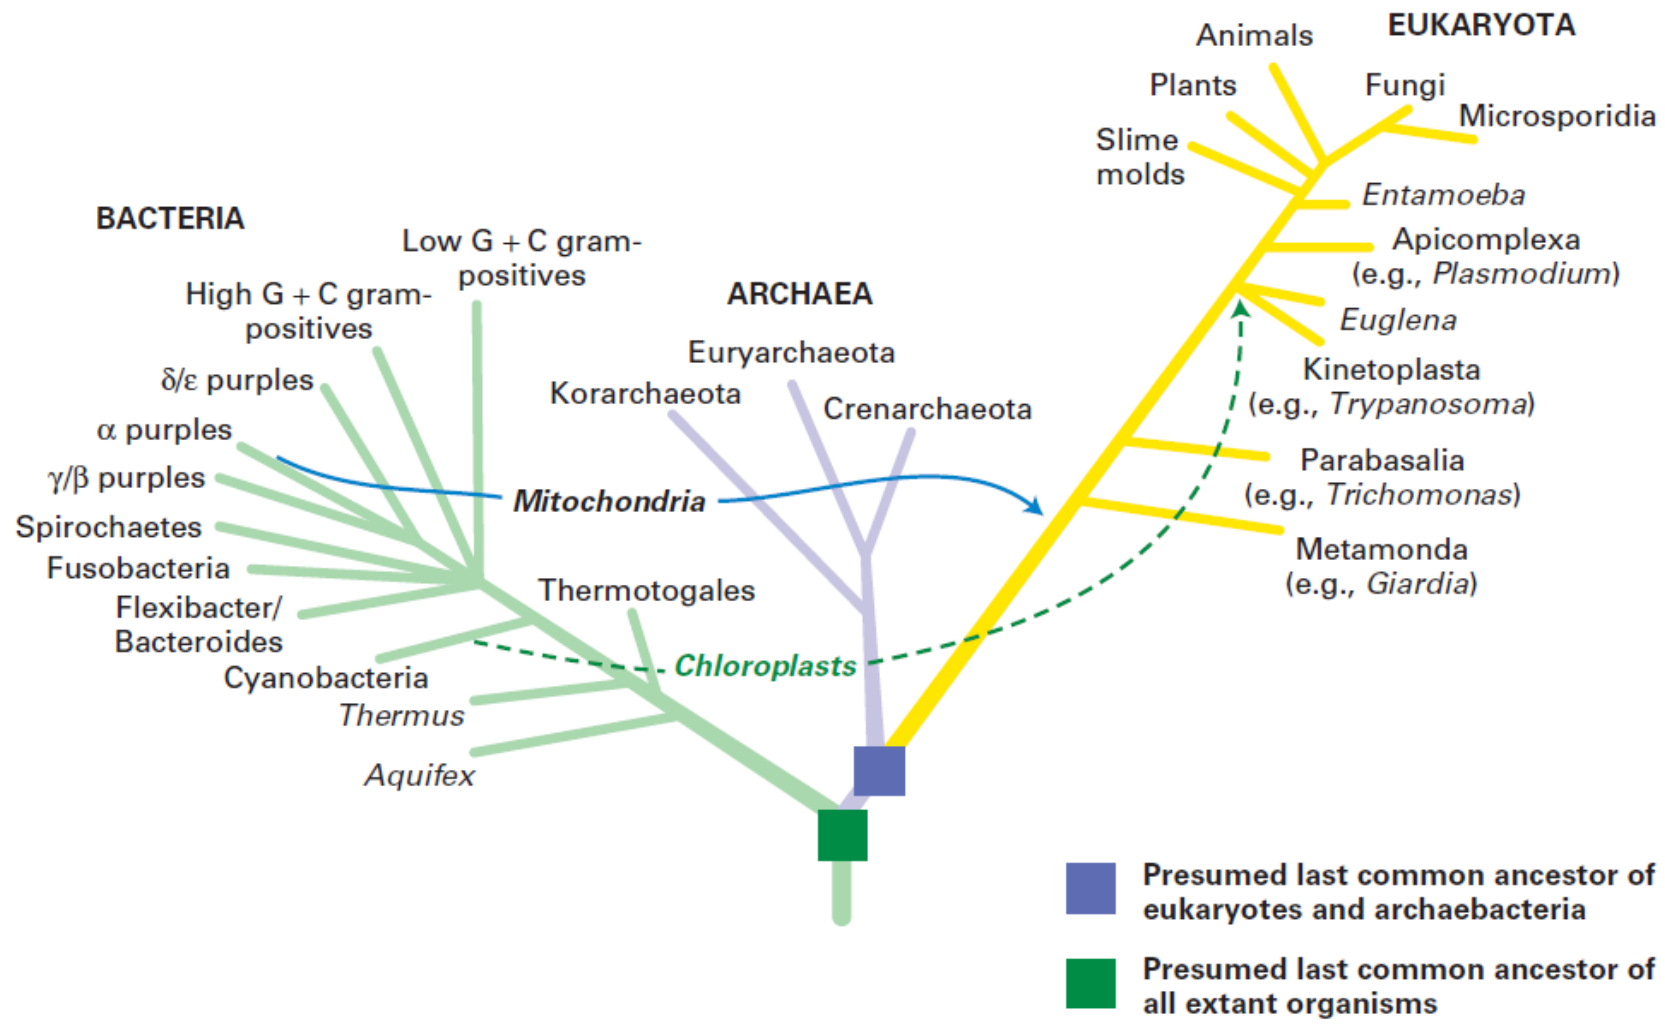 EUKARYOTA
Animals
Plants
Fungi
Microsporidia
Slime
molds
Entamoeba
Apicomplexa
(e.g., Plasmodium)
Euglena
Kinetoplasta
(e.g., Trypanosoma)
Parabasalia
(e.g., Trichomonas)
Metamonda
(e.g., Giardia)
BACTERIA
Low G + C gram-
positives
High G + C gram-
positives
δ/ε purples
α purples
γ/β purples
Spirochaetes
Fusobacteria
Flexibacter/
Bacteroides
Cyanobacteria
Thermus
Aquifex
Thermotogales
ARCHAEA
Euryarchaeota
Korarchaeota
Crenarchaeota
Mitochondria
Chloroplasts
Presumed last common ancestor of
eukaryotes and archaebacteria
Presumed last common ancestor of
all extant organisms